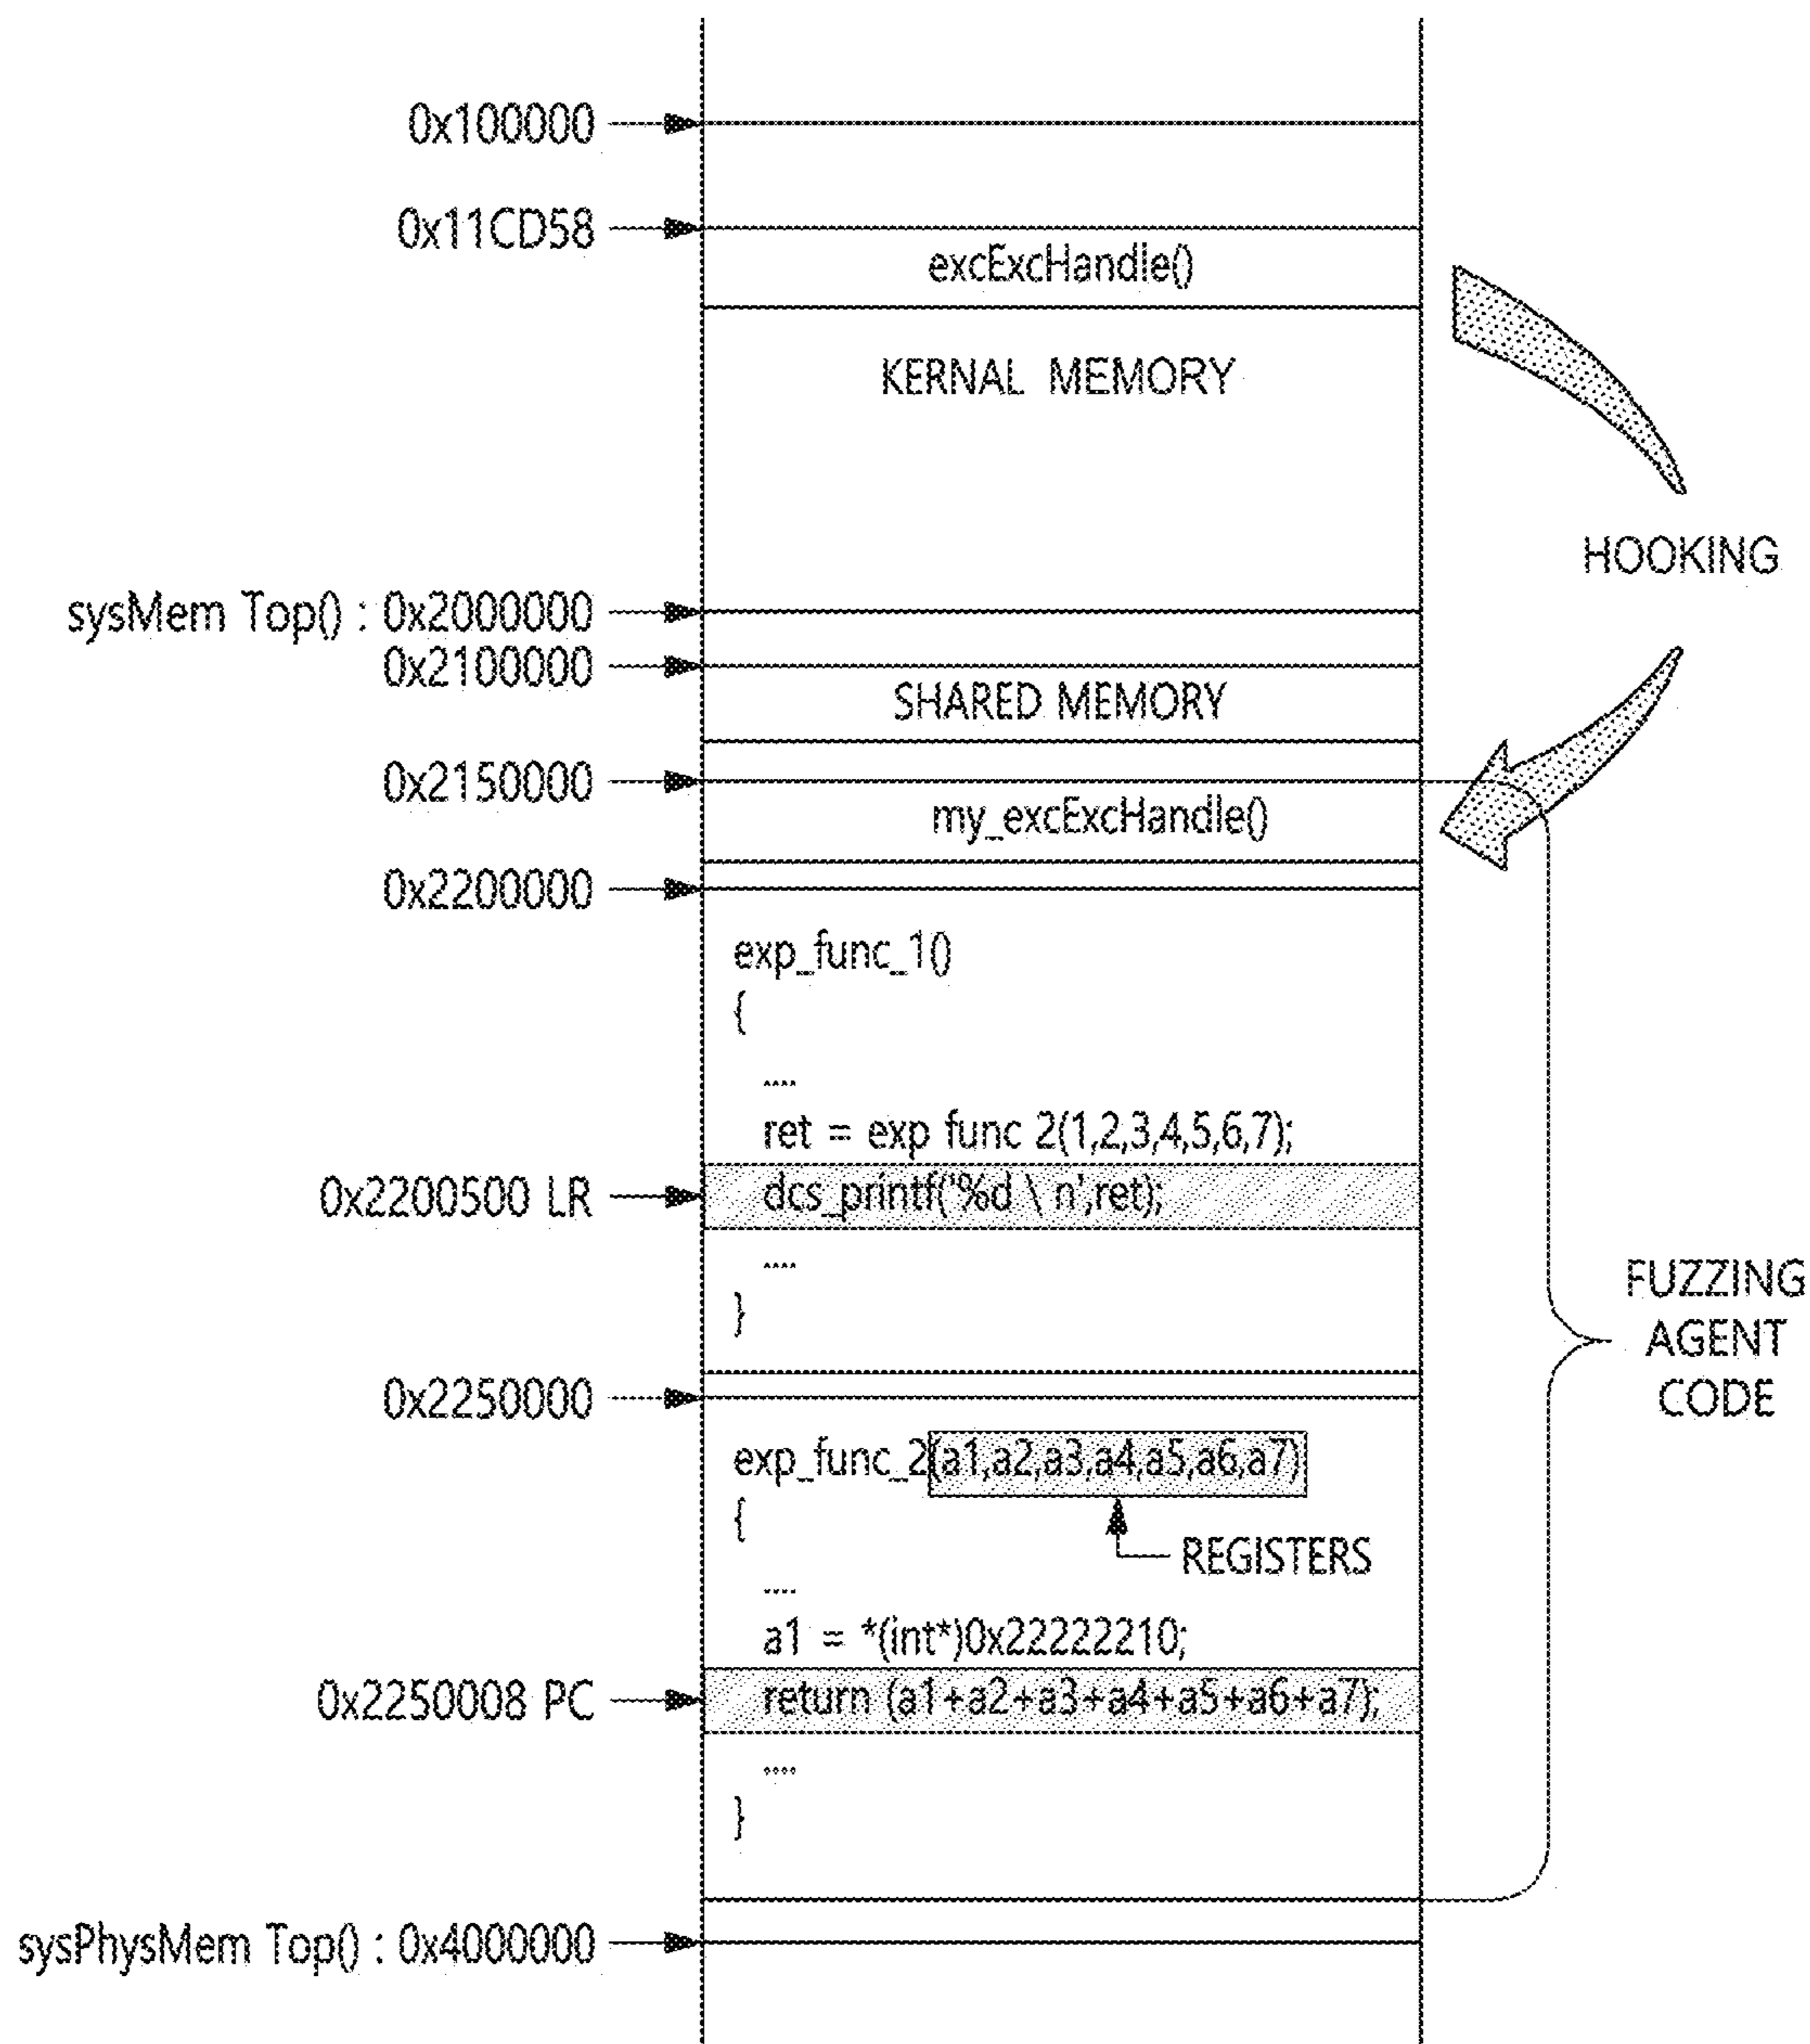 0x100000
0x11CD58
excExcHandle()
KERNAL MEMORY
HOOKING
sysMem Top() : 0x2000000
0x2100000
SHARED MEMORY
0x2150000
my_excExcHandle()
0x2200000
exp_func_1()
{
....
ret = exp func 2(1,2,3,4,5,6,7);
0x2200500 LR
dcs_printf('%d \ n',ret);
....
}
FUZZING
AGENT
CODE
0x2250000
exp_func_2(a1,a2,a3,a4,a5,a6,a7)
{
REGISTERS
....
a1 = *(int*)0x22222210;
0x2250008 PC
return (a1+a2+a3+a4+a5+a6+a7);
....
}
sysPhysMem Top() : 0x4000000